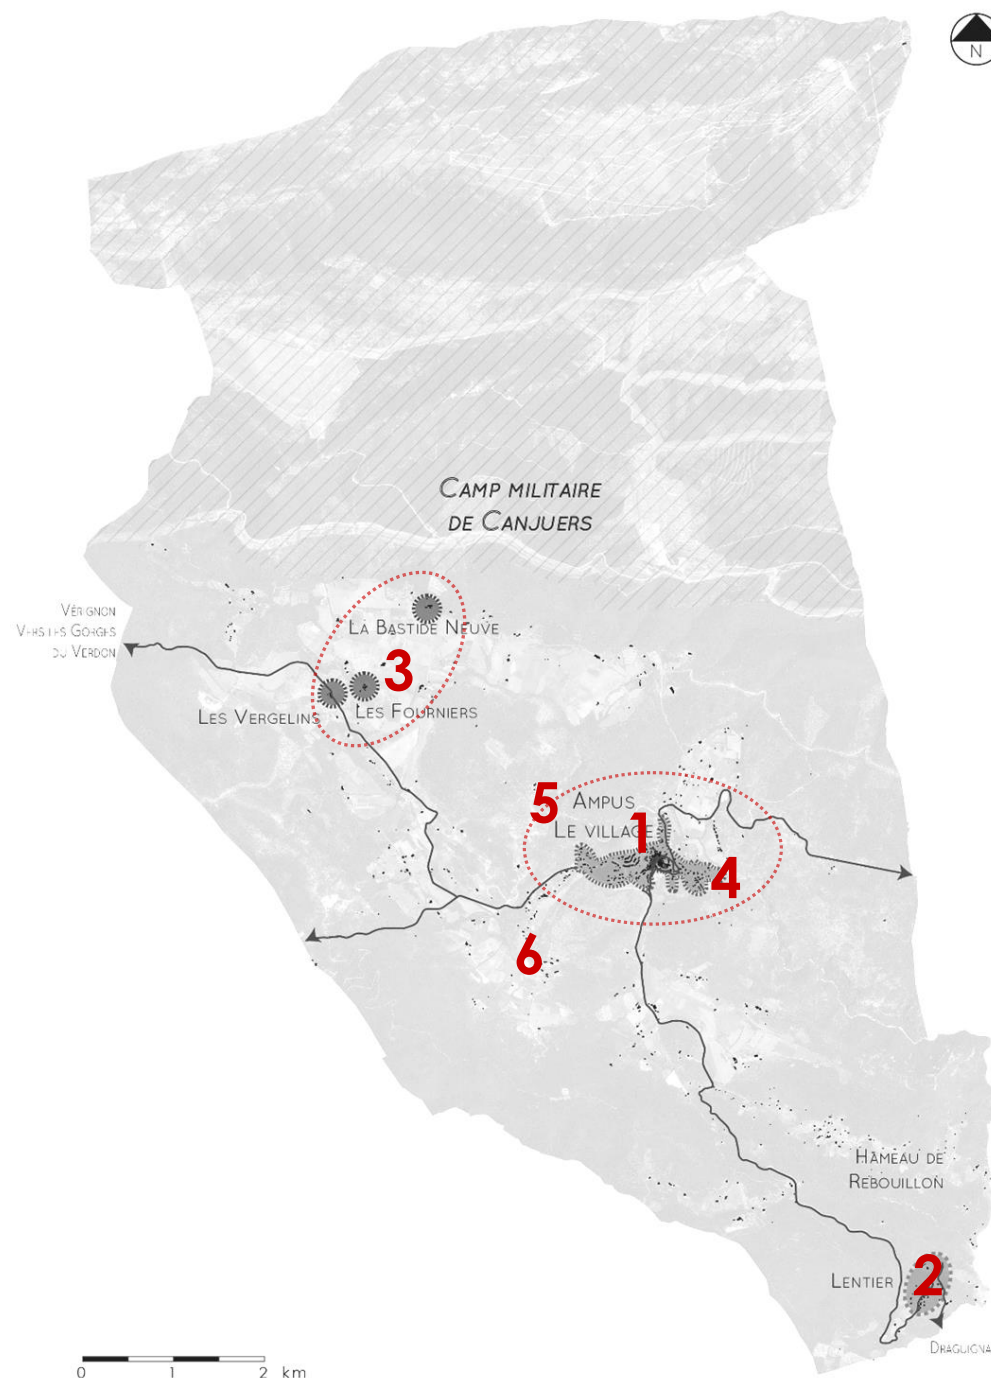 N
CAMP MILITAIRE
DE CANJUERS
VÉRIGNON
VERS LES GORGES
DU VERDON
LA BASTIDE NEUVE
3
LES VERGELINS
LES FOURNIERS
5
AMPUS
LE VILLAGE
1
4
6
HAMEAU DE
REBOUILLON
LENTIER
2
DRAGUIGNA
0 1 2 km